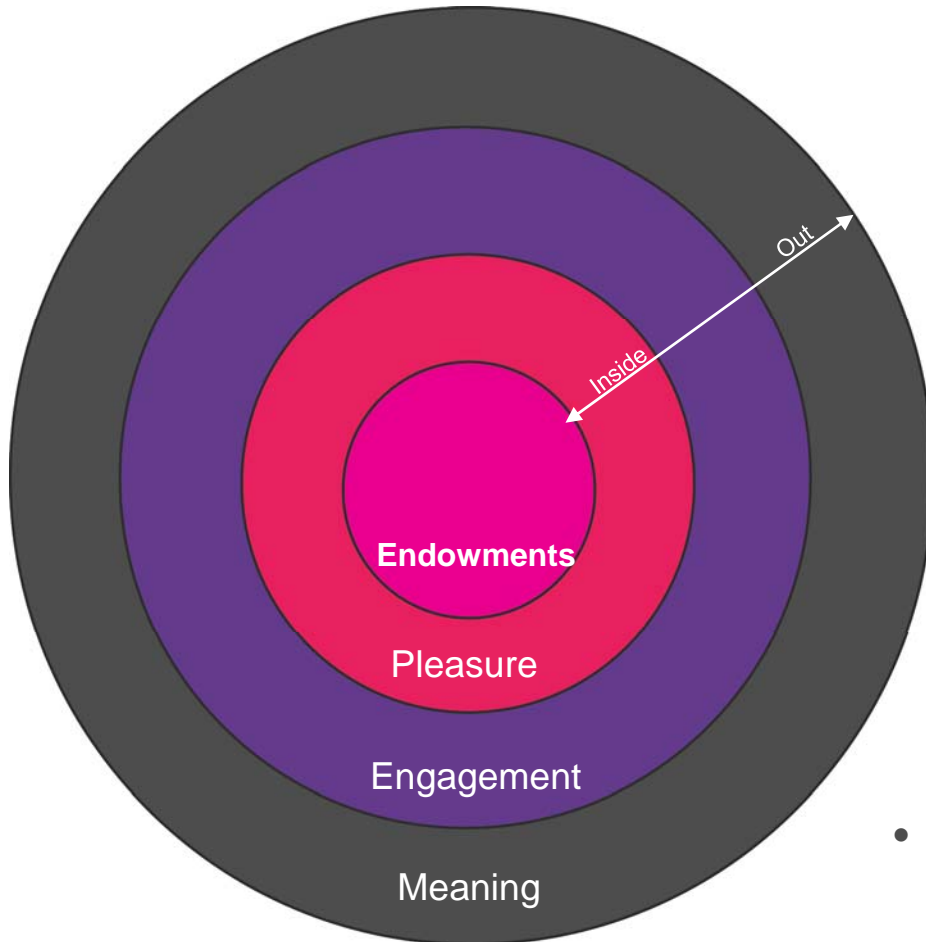 Out
Inside
Endowments
Pleasure
Engagement
Meaning